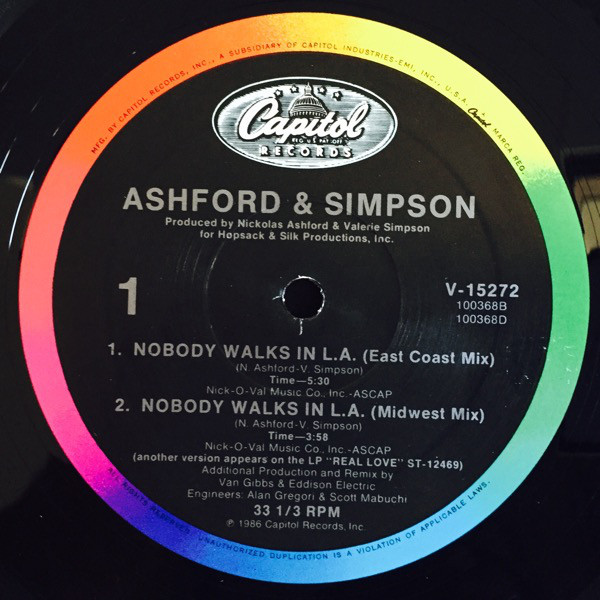 MFG. BY CAPITOL RECORDS, INC., A SUBSIDIARY OF CAPITOL INDUSTRIES-EMI, INC., U.S.A. Capitol MARCA REG.
Capitol
REG. U.S. PAT. OFF.
RECORDS
ASHFORD & SIMPSON
Produced by Nickolas Ashford & Valerie Simpson
for Hopsack & Silk Productions, Inc.
1
V-15272
100368B
100368D
1. NOBODY WALKS IN L.A. (East Coast Mix)
(N. Ashford-V. Simpson)
Time—5:30
Nick-O-Val Music Co., Inc.-ASCAP
2. NOBODY WALKS IN L.A. (Midwest Mix)
(N. Ashford-V. Simpson)
Time—3:58
Nick-O-Val Music Co., Inc.-ASCAP
(another version appears on the LP "REAL LOVE" ST-12469)
Additional Production and Remix by
Van Gibbs & Eddison Electric
Engineers: Alan Gregori & Scott Mabuchi
33 1/3 RPM
℗ 1986 Capitol Records, Inc.
ALL RIGHTS RESERVED. UNAUTHORIZED DUPLICATION IS A VIOLATION OF APPLICABLE LAWS.